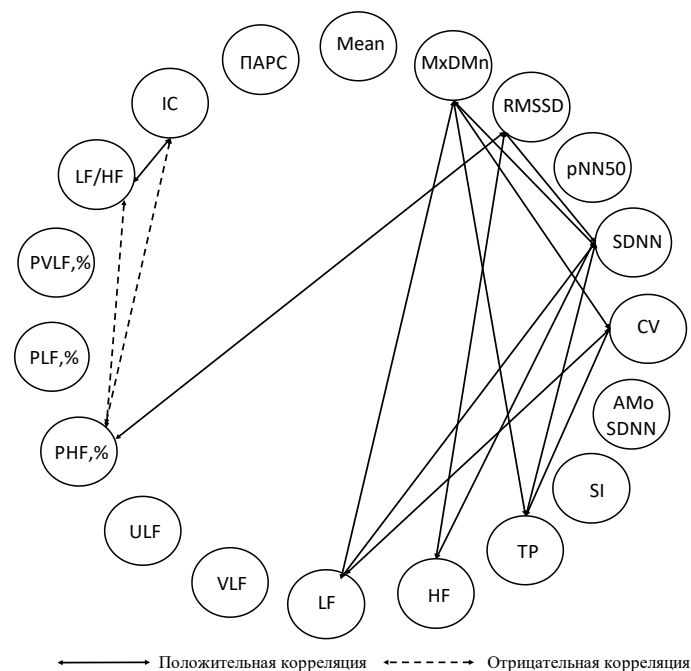 Mean
ПАРС
MxDMn
IC
RMSSD
LF/HF
pNN50
SDNN
PVLF,%
CV
PLF,%
AMo
SDNN
PHF,%
SI
ULF
TP
VLF
LF
HF
Положительная корреляция
Отрицательная корреляция